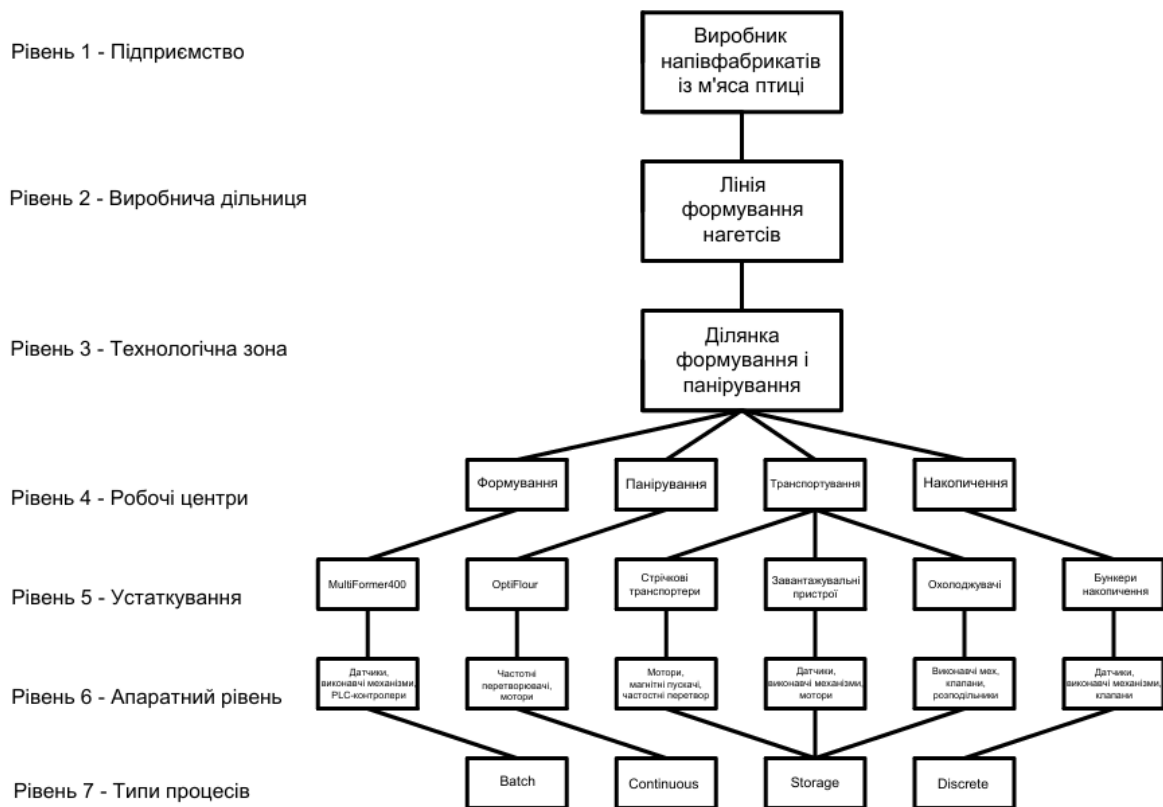 Рівень 1 - Підприємство
Виробник
напівфабрикатів
із м'яса птиці
Рівень 2 - Виробнича дільниця
Лінія
формування
нагетсів
Рівень 3 - Технологічна зона
Ділянка
формування і
панірування
Рівень 4 - Робочі центри
Формування
Панірування
Транспортування
Накопичення
Рівень 5 - Устаткування
MultiFormer400
OptiFlour
Стрічкові
транспортери
Завантажувальні
пристрої
Охолоджувачі
Бункери
накопичення
Рівень 6 - Апаратний рівень
Датчики,
виконавчі механізми,
PLC-контролери
Частотні
перетворювачі,
мотори
Мотори,
магнітні пускачі,
частостні перетвор
Датчики,
виконавчі механізми,
мотори
Виконавчі мех,
клапани,
розподільники
Датчики,
виконавчі механізми,
клапани
Рівень 7 - Типи процесів
Batch
Continuous
Storage
Discrete